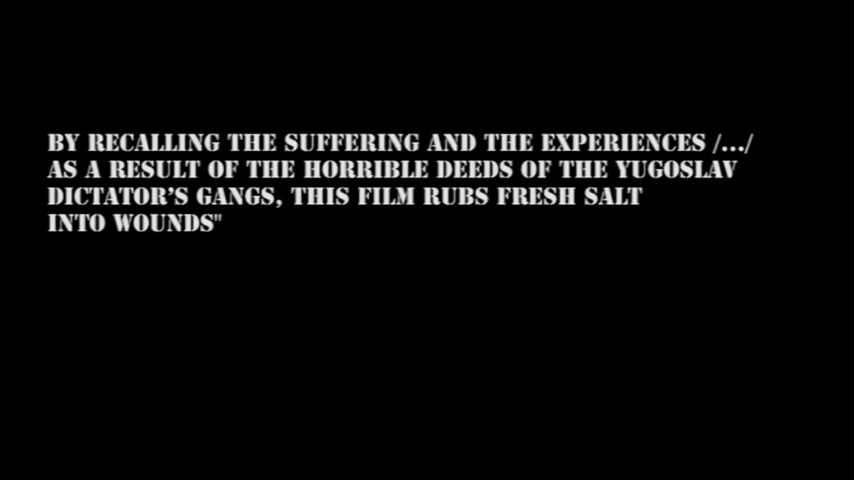 BY RECALLING THE SUFFERING AND THE EXPERIENCES /.../
AS A RESULT OF THE HORRIBLE DEEDS OF THE YUGOSLAV
DICTATOR'S GANGS, THIS FILM RUBS FRESH SALT
INTO WOUNDS"